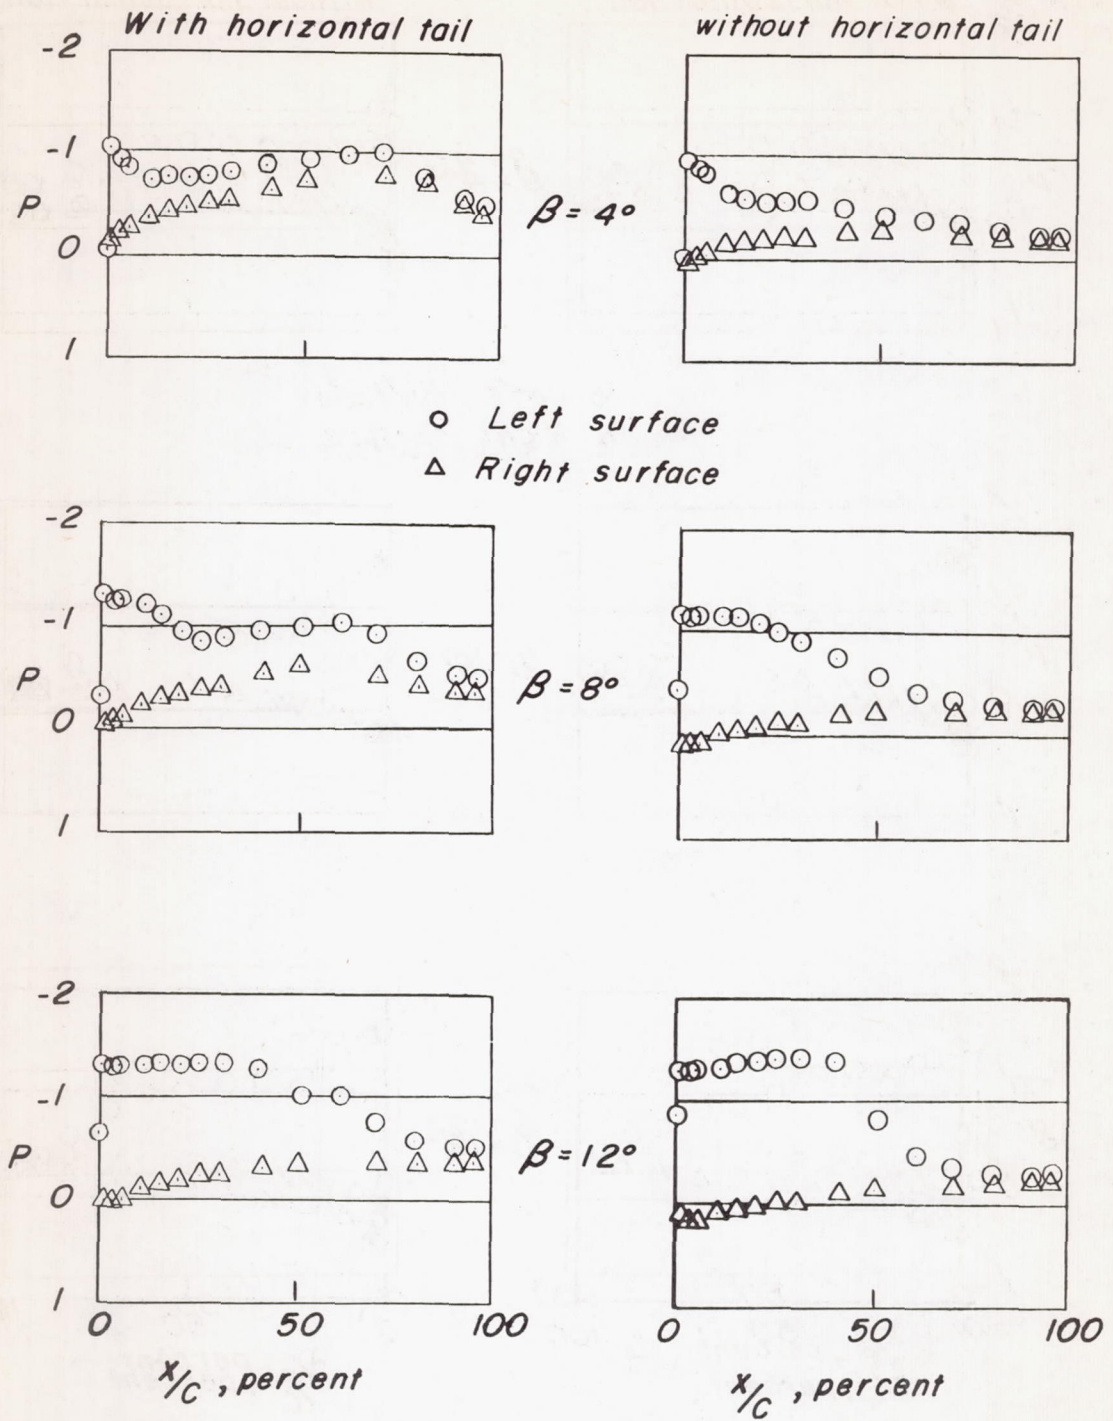 With horizontal tail
without horizontal tail
-2
-1
P
0
1
β = 4°
○ Left surface
△ Right surface
-2
-1
P
0
1
β = 8°
-2
-1
P
0
1
β = 12°
0 50 100
0 50 100
x/c , percent
x/c , percent